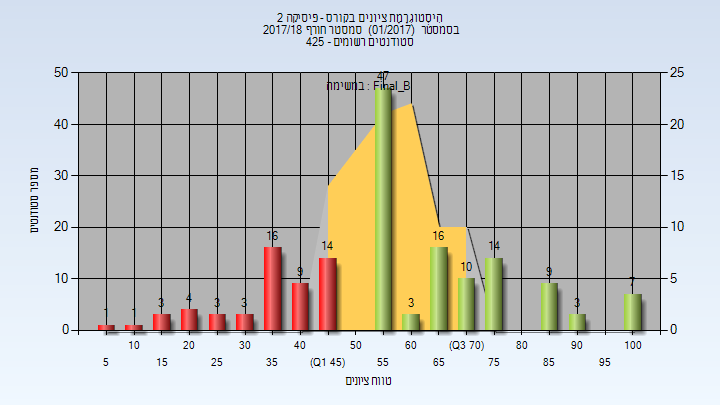 היסטוגרמת ציונים בקורס - פיסיקה 2
בסמסטר (01/2017) סמסטר חורף 2017/18
סטודנטים רשומים - 425
במשימה : Final_B
מספר סטודנטים
50 40 30 20 10 0
25 20 15 10 5 0
1 1 3 4 3 3 16 9 14 47 3 16 10 14 9 3 7
10 20 30 40 50 60 (Q3 70) 80 90 100
5 15 25 35 (Q1 45) 55 65 75 85 95
טווח ציונים